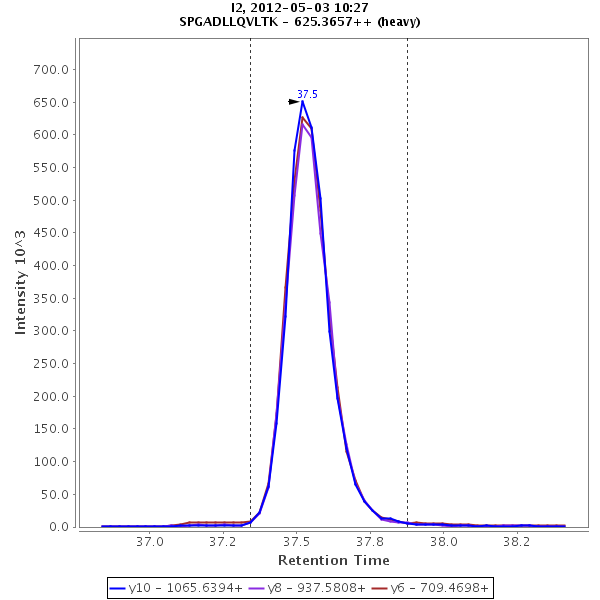 I2, 2012-05-03 10:27
SPGADLLQVLTK - 625.3657++ (heavy)
37.5
700.0
650.0
600.0
550.0
500.0
450.0
400.0
350.0
300.0
250.0
200.0
150.0
100.0
50.0
0.0
Intensity 10^3
37.0 37.2 37.5 37.8 38.0 38.2
Retention Time
y10 - 1065.6394+ y8 - 937.5808+ y6 - 709.4698+